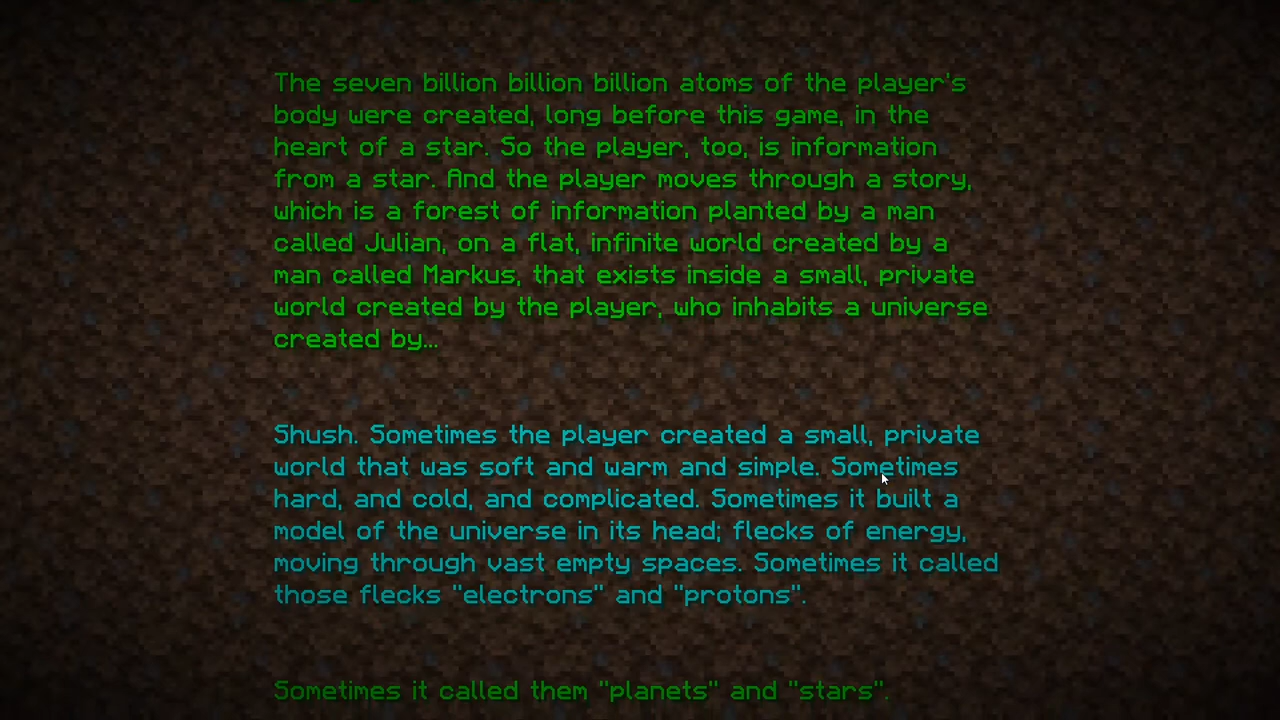 The seven billion billion billion atoms of the player's
body were created, long before this game, in the
heart of a star. So the player, too, is information
from a star. And the player moves through a story,
which is a forest of information planted by a man
called Julian, on a flat, infinite world created by a
man called Markus, that exists inside a small, private
world created by the player, who inhabits a universe
created by...
Shush. Sometimes the player created a small, private
world that was soft and warm and simple. Sometimes
hard, and cold, and complicated. Sometimes it built a
model of the universe in its head; flecks of energy,
moving through vast empty spaces. Sometimes it called
those flecks "electrons" and "protons".
Sometimes it called them "planets" and "stars".